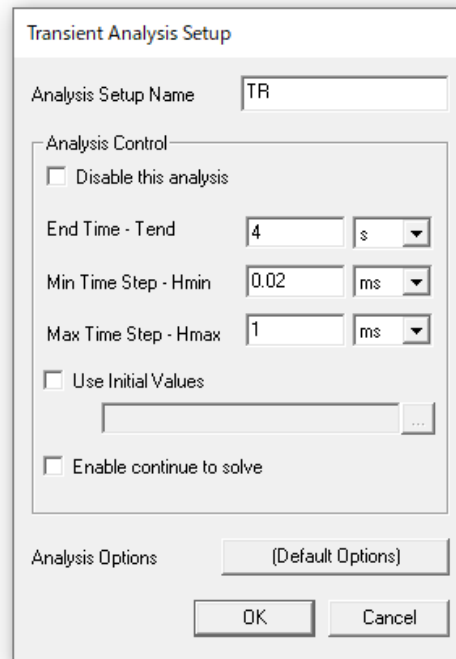 Transient Analysis Setup
Analysis Setup Name TR
Analysis Control
Disable this analysis
End Time - Tend 4 s
Min Time Step - Hmin 0.02 ms
Max Time Step - Hmax 1 ms
Use Initial Values
...
Enable continue to solve
Analysis Options (Default Options)
OK Cancel